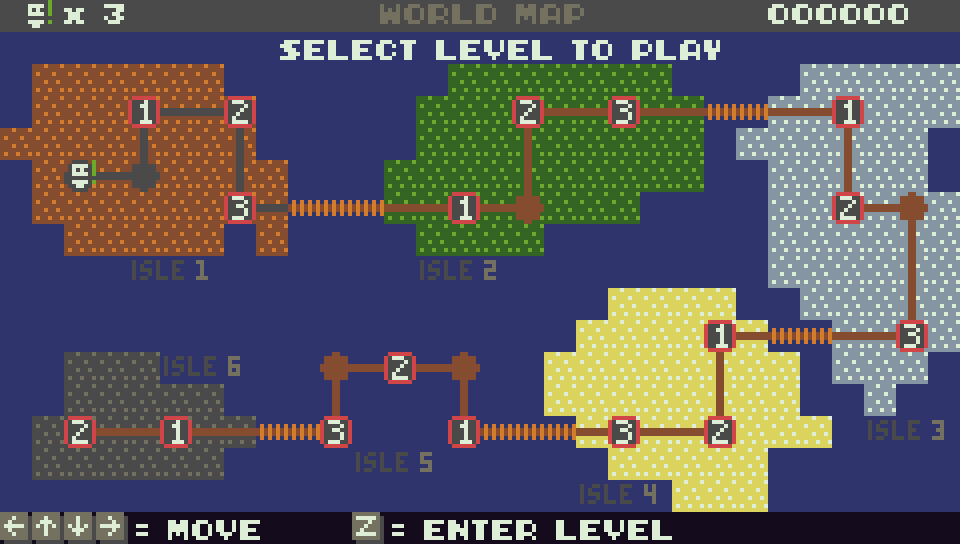 x 3 WORLD MAP 000000
SELECT LEVEL TO PLAY
1 2 2 3 1
3 1 2
ISLE 1 ISLE 2
1 3
ISLE 6 2
2 1 3 1 3 2 ISLE 3
ISLE 5
ISLE 4
← ↑ ↓ → = MOVE Z = ENTER LEVEL